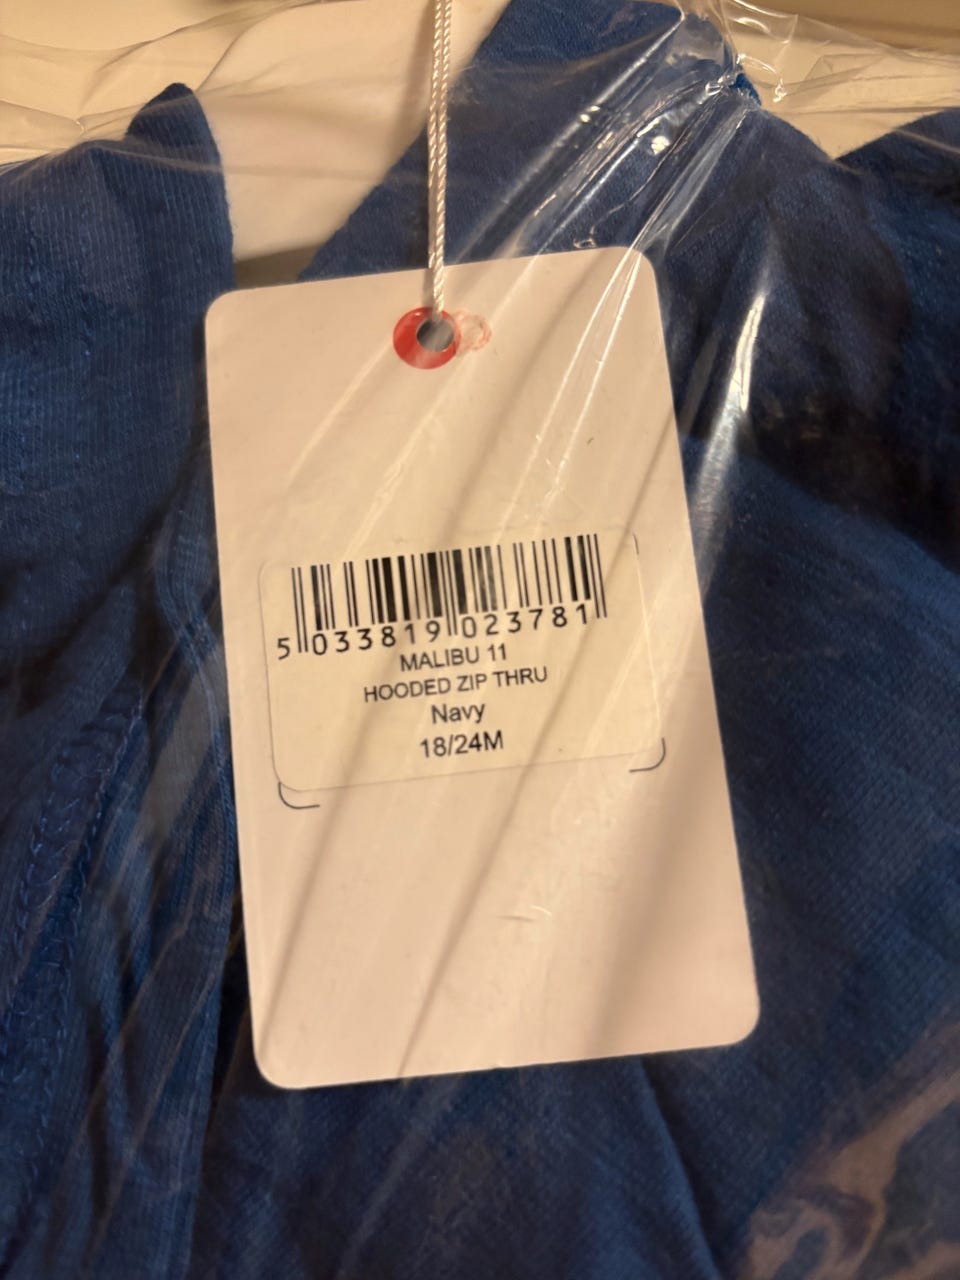 5 033819 023781
MALIBU 11
HOODED ZIP THRU
Navy
18/24M